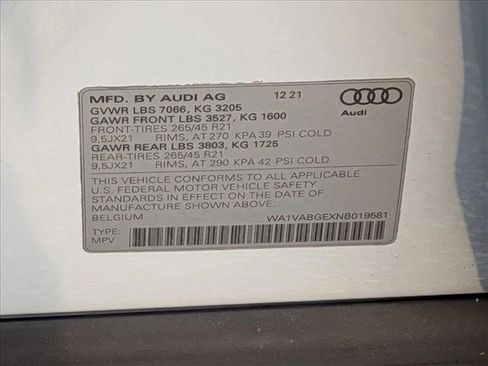 MFD. BY AUDI AG 12 21
GVWR LBS 7066, KG 3205
GAWR FRONT LBS 3527, KG 1600
FRONT-TIRES 265/45 R21
9,5JX21 RIMS, AT 270 KPA 39 PSI COLD
GAWR REAR LBS 3803, KG 1725
REAR-TIRES 265/45 R21
9,5JX21 RIMS, AT 290 KPA 42 PSI COLD
Audi
THIS VEHICLE CONFORMS TO ALL APPLICABLE
U.S. FEDERAL MOTOR VEHICLE SAFETY
STANDARDS IN EFFECT ON THE DATE OF
MANUFACTURE SHOWN ABOVE.
BELGIUM WA1VABGEXNB019581
TYPE:
MPV